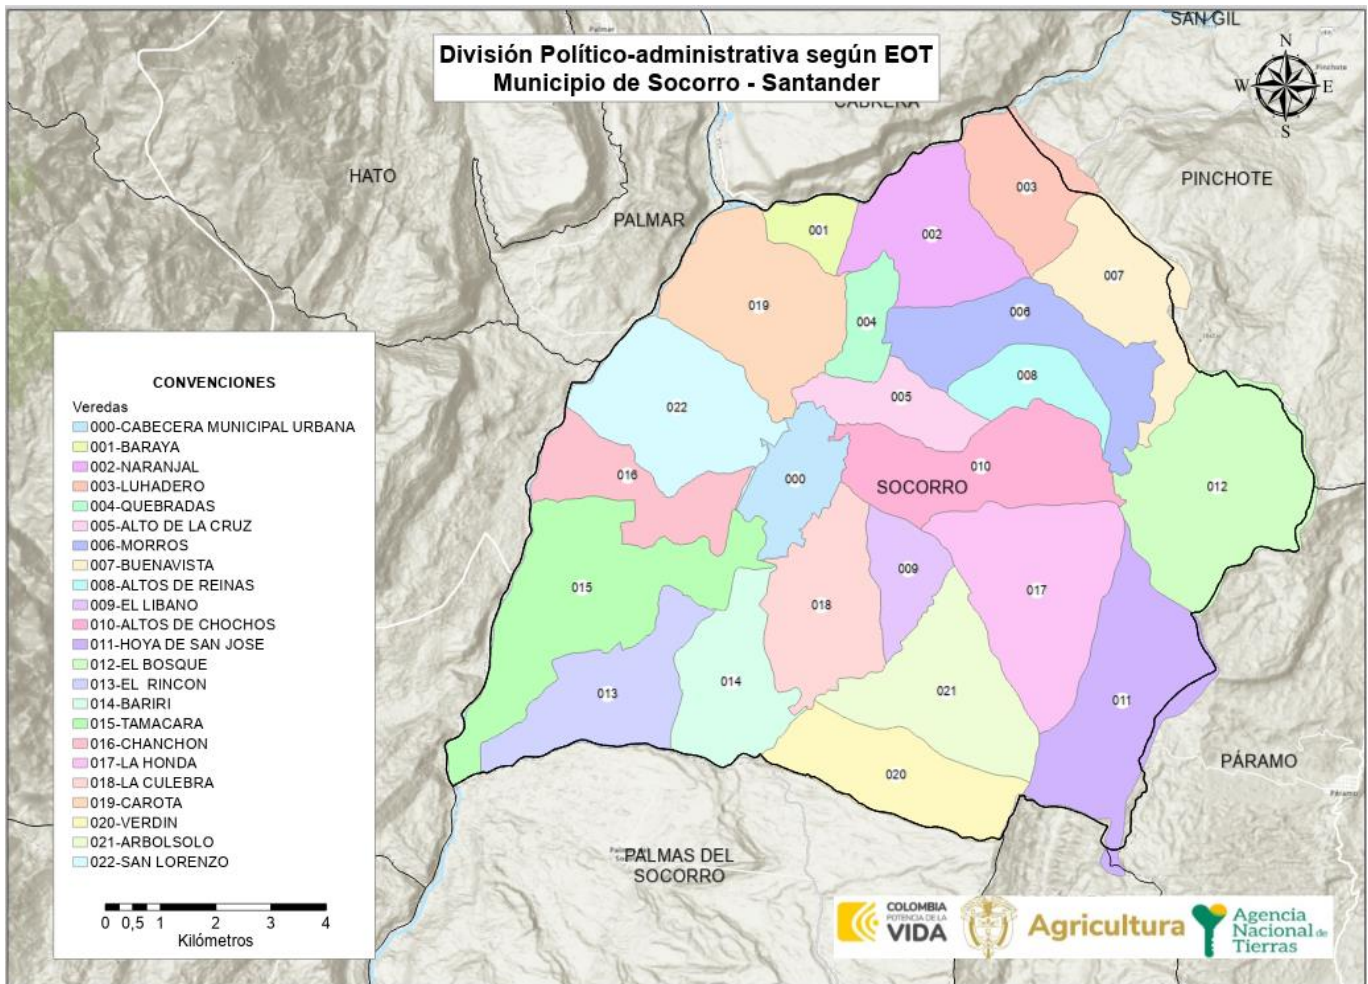 División Político-administrativa según EOT
Municipio de Socorro - Santander
SAN GIL
N
W E
S
Pinchote
Palmar
CABRERA
HATO
PALMAR
PINCHOTE
003
001
002
007
019
004
006
008
022
005
016
000
010
SOCORRO
012
015
009
018
017
013
014
021
011
020
PÁRAMO
Páramo
PALMAS DEL
SOCORRO
CONVENCIONES
Veredas
000-CABECERA MUNICIPAL URBANA
001-BARAYA
002-NARANJAL
003-LUHADERO
004-QUEBRADAS
005-ALTO DE LA CRUZ
006-MORROS
007-BUENAVISTA
008-ALTOS DE REINAS
009-EL LIBANO
010-ALTOS DE CHOCHOS
011-HOYA DE SAN JOSE
012-EL BOSQUE
013-EL  RINCON
014-BARIRI
015-TAMACARA
016-CHANCHON
017-LA HONDA
018-LA CULEBRA
019-CAROTA
020-VERDIN
021-ARBOLSOLO
022-SAN LORENZO
0 0,5 1 2 3 4
Kilómetros
COLOMBIA
POTENCIA DE LA
VIDA
Agricultura
Agencia
Nacional de
Tierras